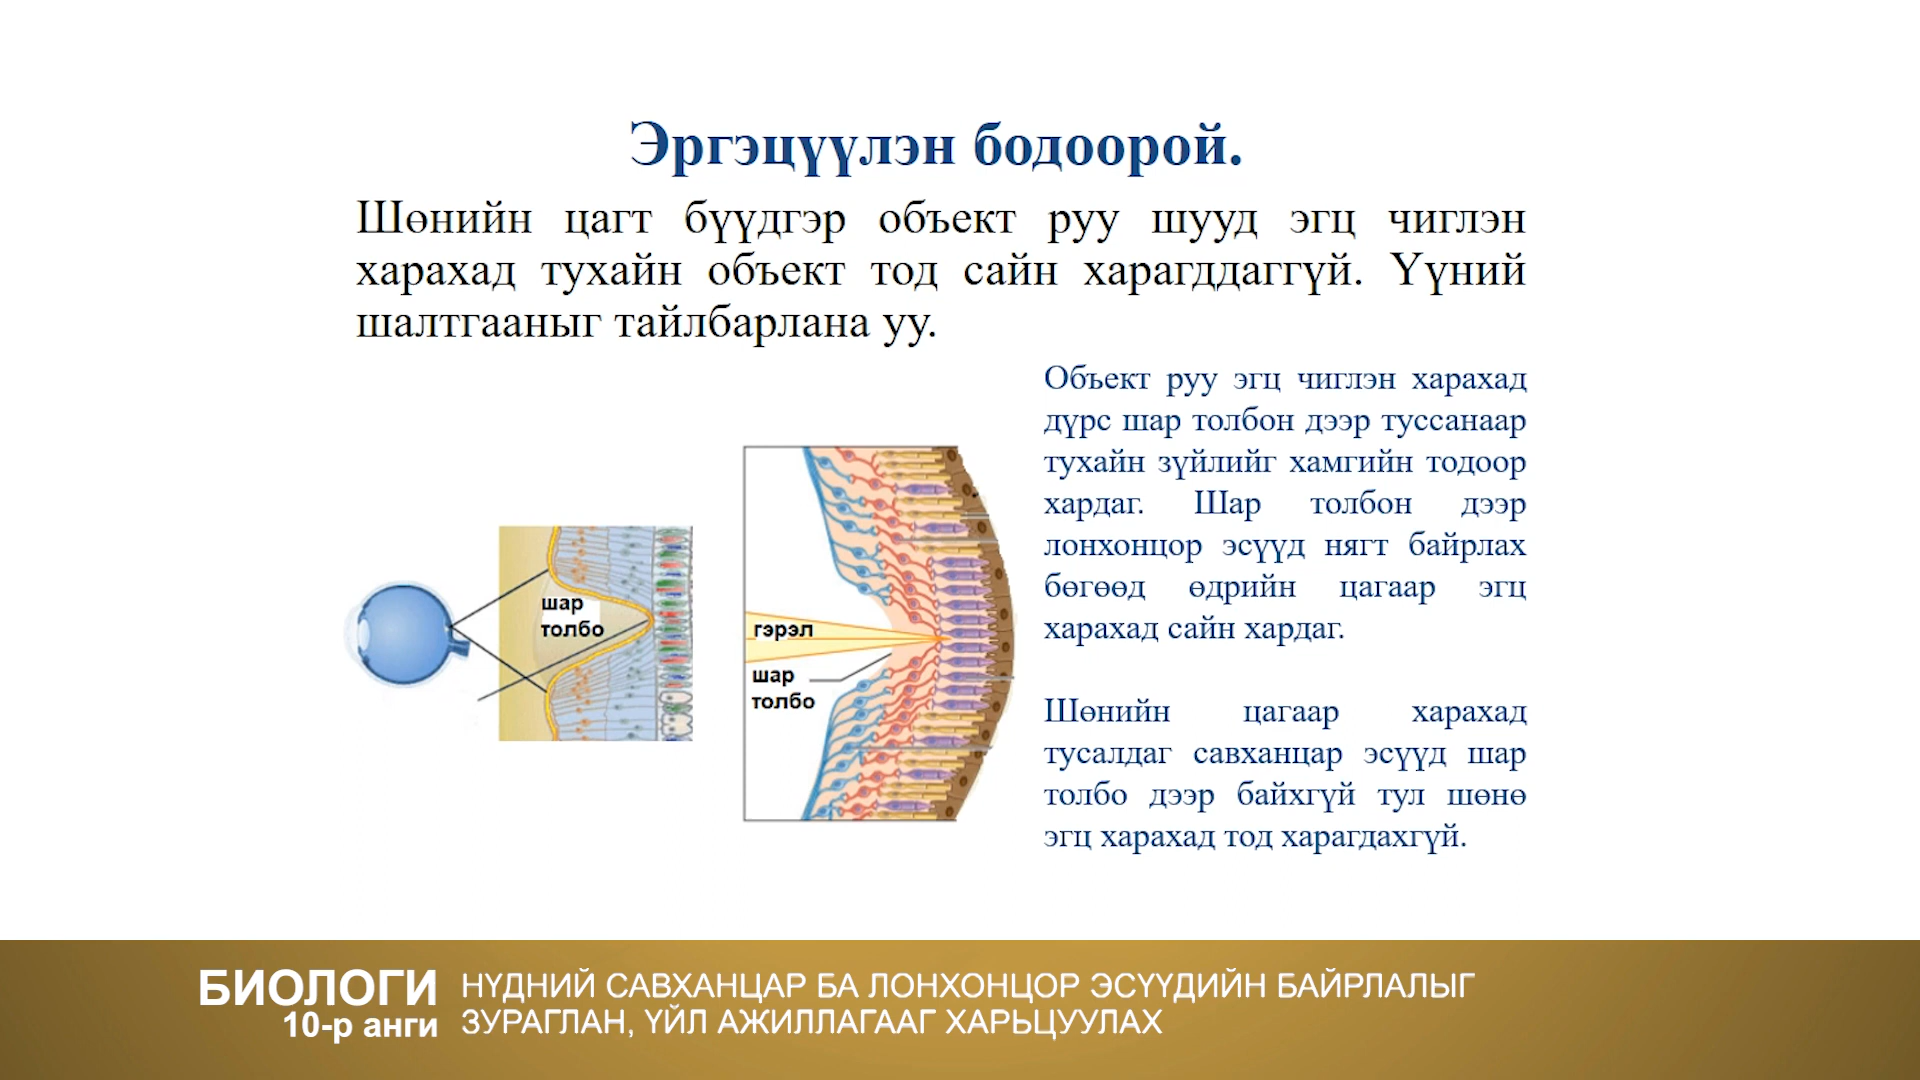 Эргэцүүлэн бодоорой.
Шөнийн цагт бүүдгэр объект руу шууд эгц чиглэн
харахад тухайн объект тод сайн харагддаггүй. Үүний
шалтгааныг тайлбарлана уу.
Объект руу эгц чиглэн харахад
дүрс шар толбон дээр туссанаар
тухайн зүйлийг хамгийн тодоор
хардаг. Шар толбон дээр
лонхонцор эсүүд нягт байрлах
бөгөөд өдрийн цагаар эгц
харахад сайн хардаг.
Шөнийн цагаар харахад
тусалдаг савханцар эсүүд шар
толбо дээр байхгүй тул шөнө
эгц харахад тод харагдахгүй.
шар
толбо
гэрэл
шар
толбо
БИОЛОГИ
10-р анги
НҮДНИЙ САВХАНЦАР БА ЛОНХОНЦОР ЭСҮҮДИЙН БАЙРЛАЛЫГ
ЗУРАГЛАН, ҮЙЛ АЖИЛЛАГААГ ХАРЬЦУУЛАХ